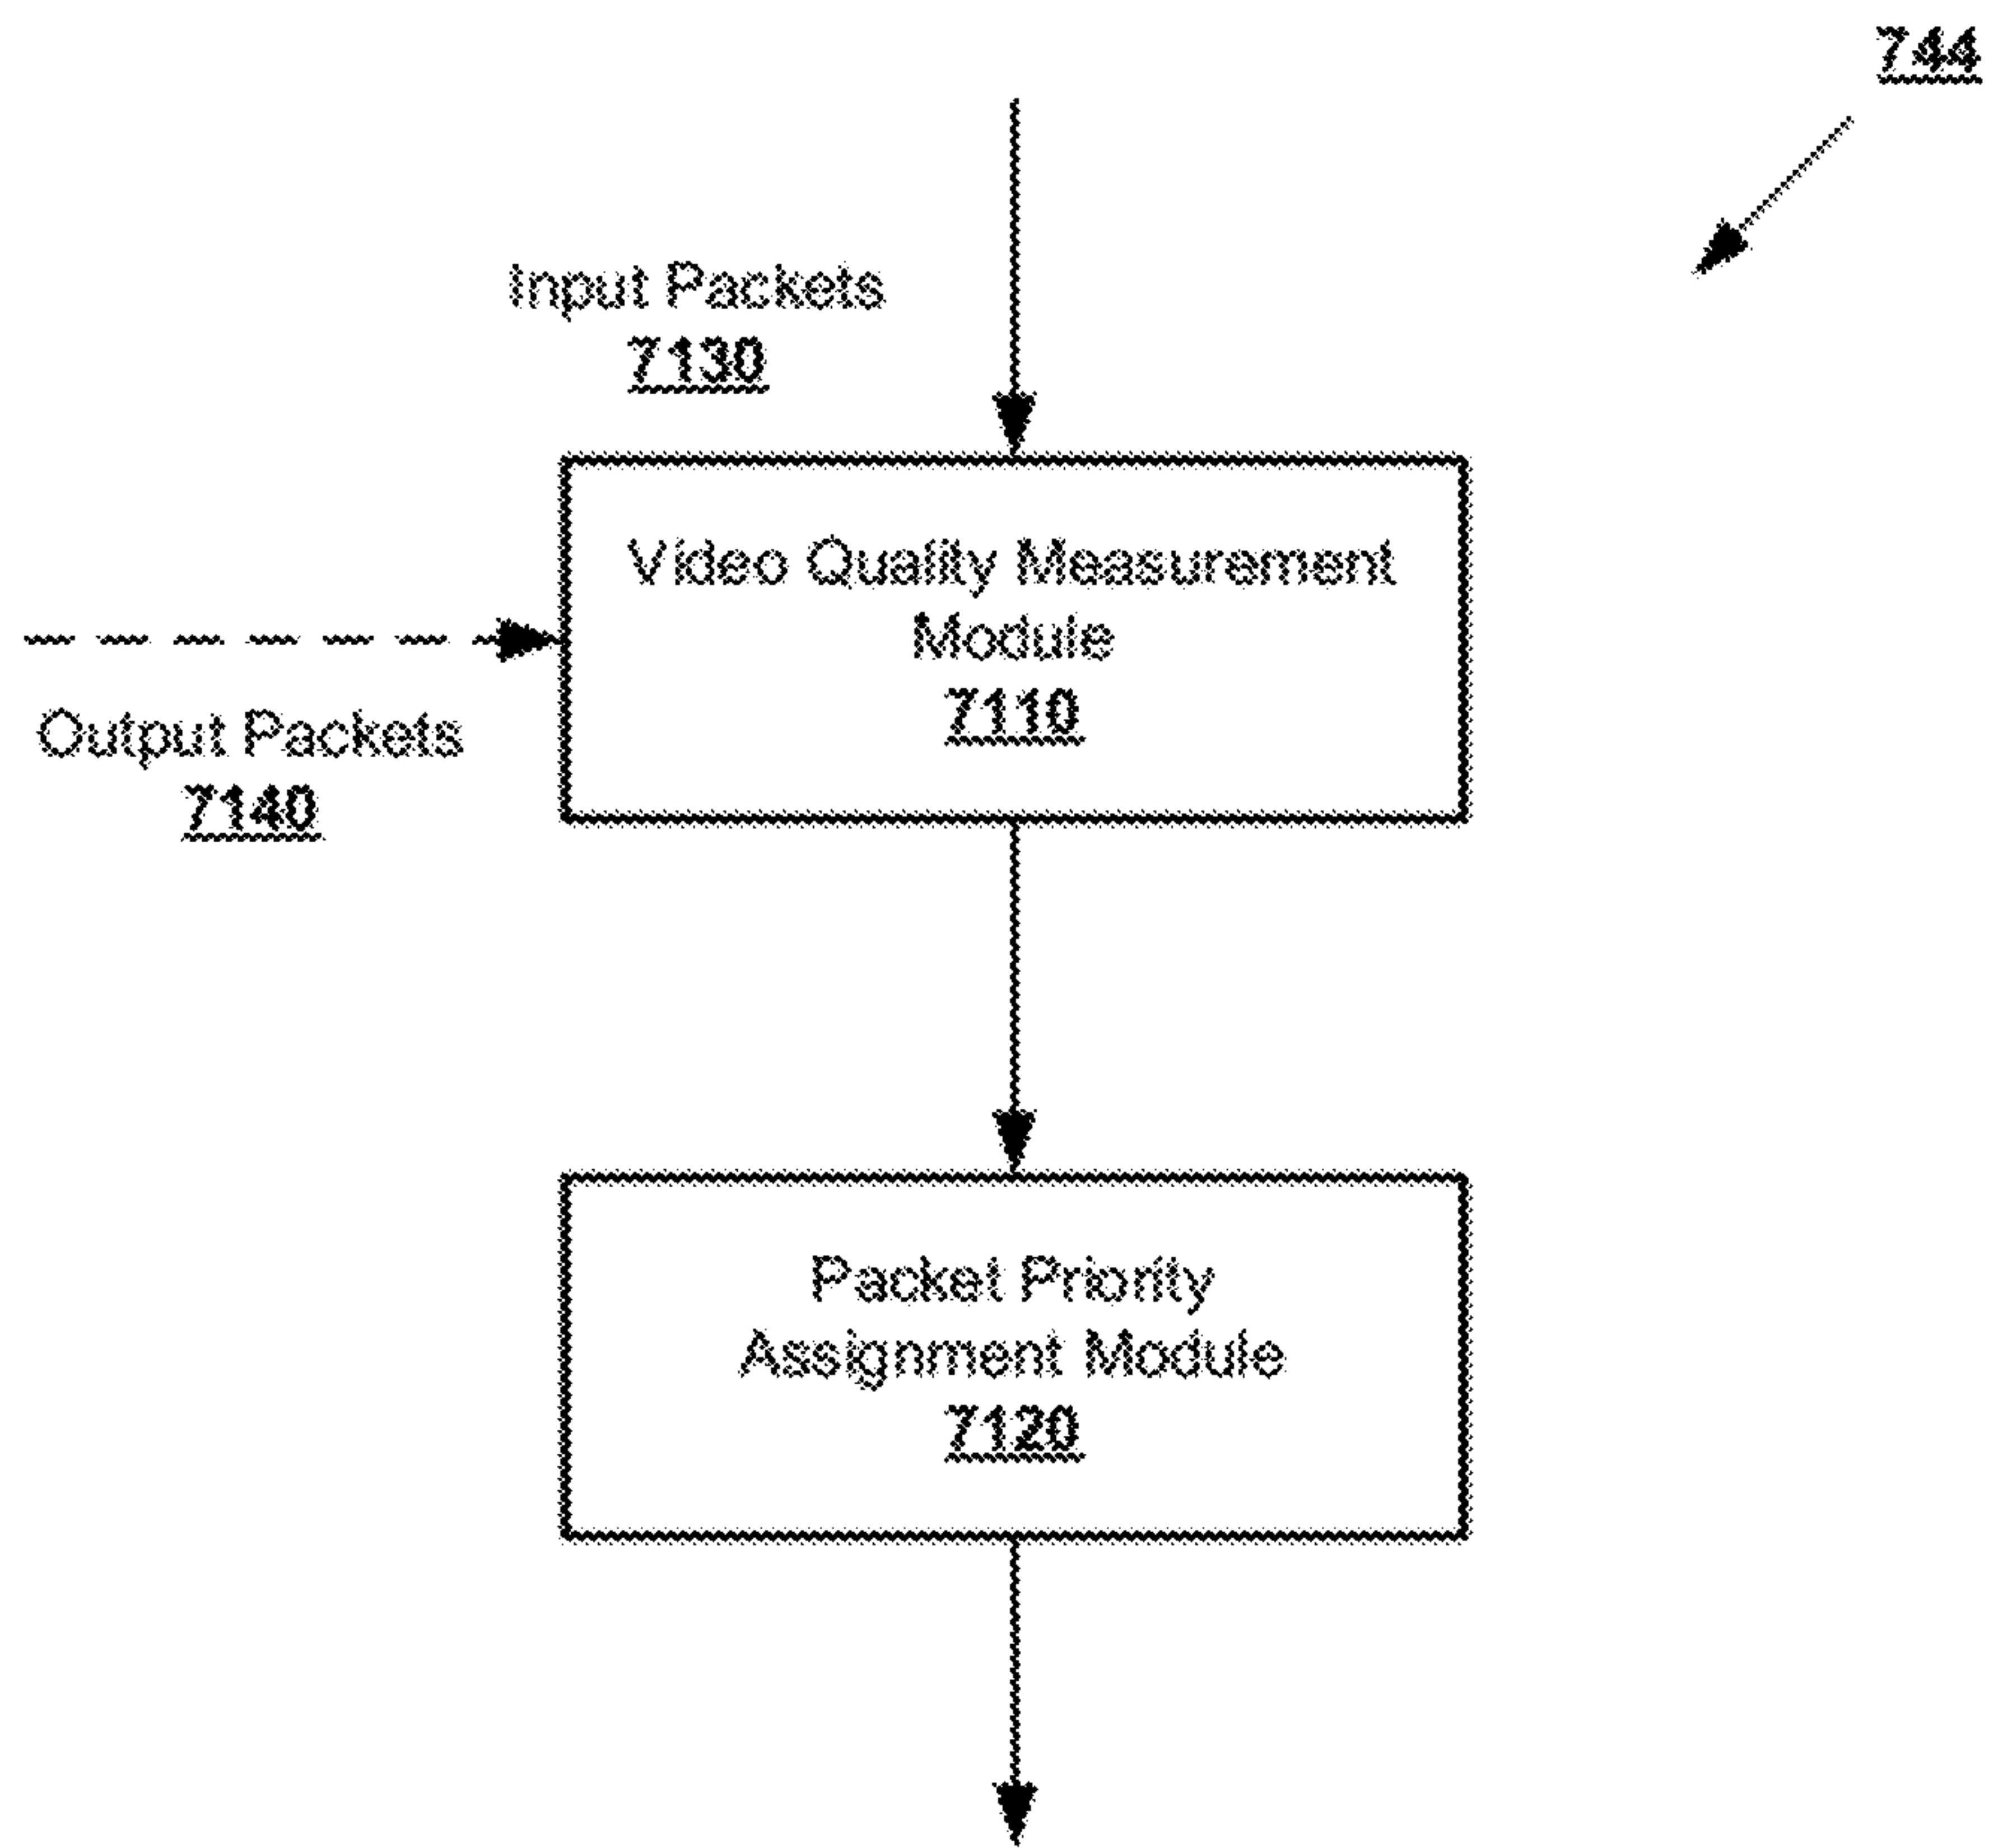 744
Input Packets
7130
Video Quality Measurement
Module
7110
Output Packets
7140
Packet Priority
Assignment Module
7120